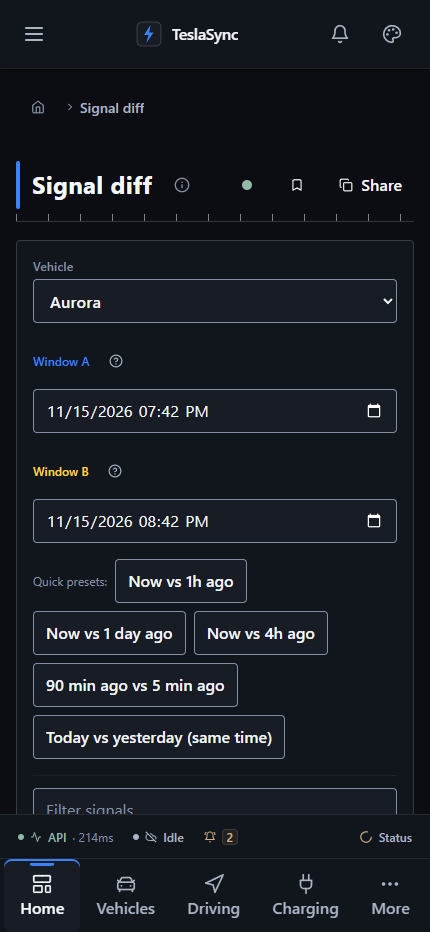 TeslaSync
Signal diff
Signal diff
Share
Vehicle
Aurora
Window A
11/15/2026 07:42 PM
Window B
11/15/2026 08:42 PM
Quick presets: Now vs 1h ago
Now vs 1 day ago Now vs 4h ago
90 min ago vs 5 min ago
Today vs yesterday (same time)
Filter signals
API · 214ms Idle 2 Status
Home Vehicles Driving Charging More